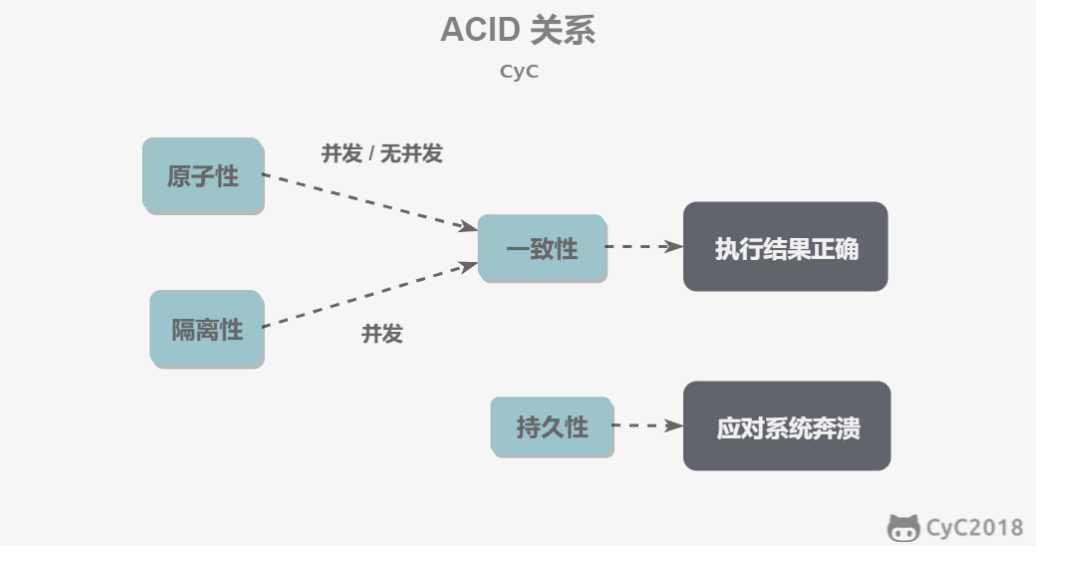 ACID 关系
CyC
并发 / 无并发
原子性
一致性
执行结果正确
隔离性
并发
持久性
应对系统奔溃
CyC2018